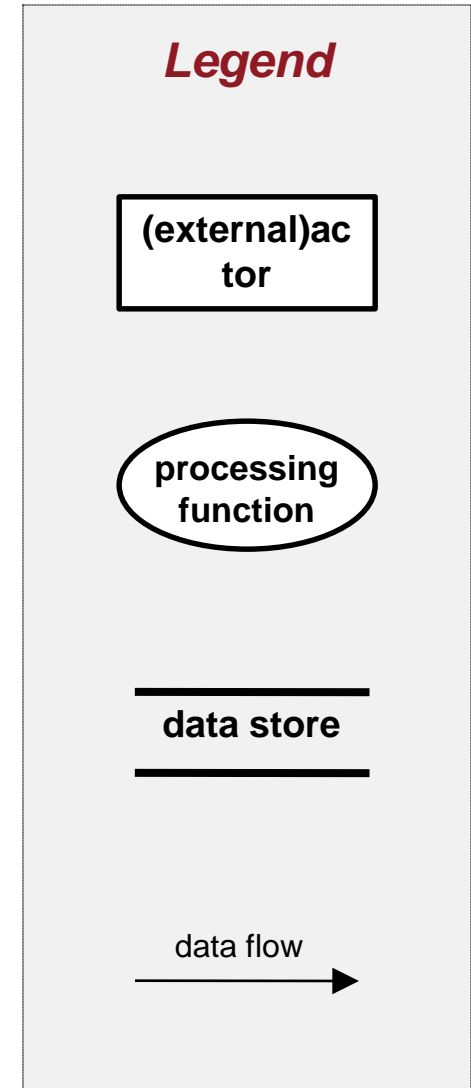 Legend
(external)ac
tor
processing
function
data store
data flow